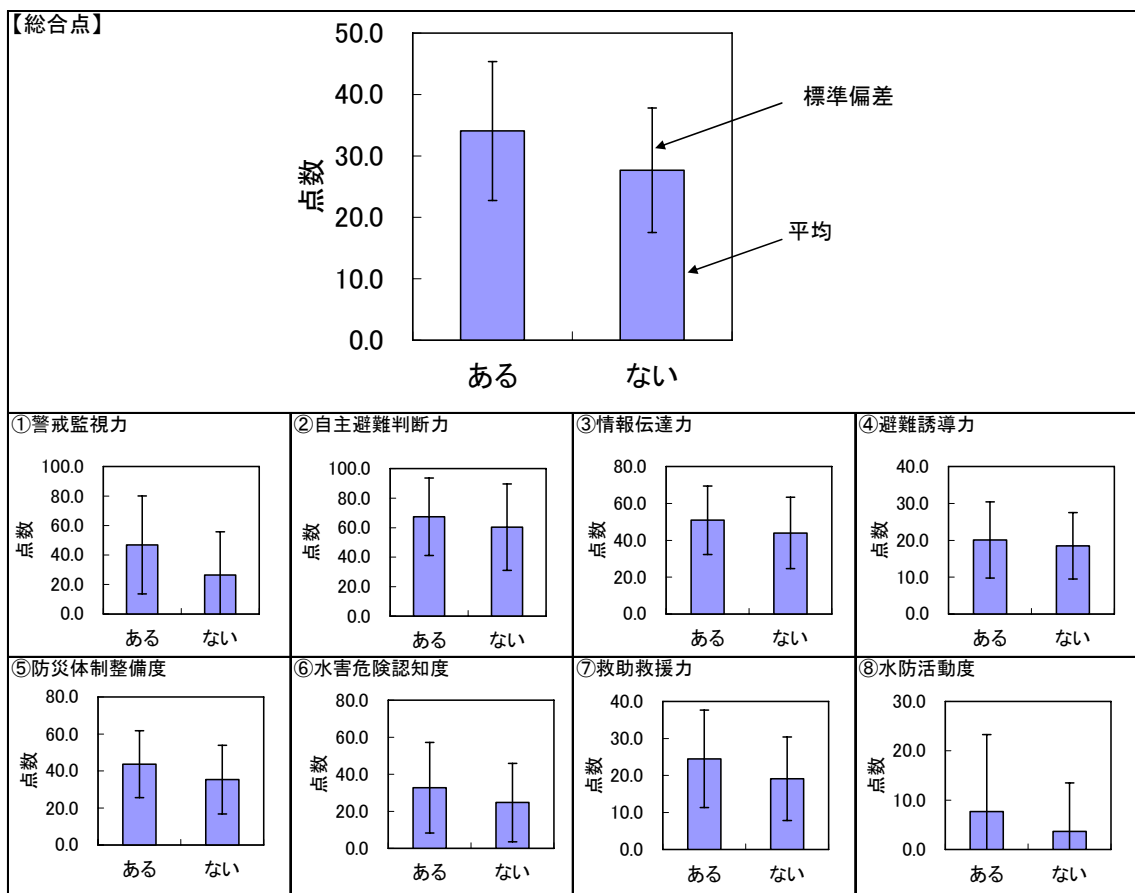 【総合点】
50.0
40.0
30.0
20.0
10.0
0.0
点数
標準偏差
平均
ある ない
①警戒監視力
100.0
80.0
60.0
40.0
20.0
0.0
点数
ある ない
②自主避難判断力
100.0
80.0
60.0
40.0
20.0
0.0
点数
ある ない
③情報伝達力
80.0
60.0
40.0
20.0
0.0
点数
ある ない
④避難誘導力
40.0
30.0
20.0
10.0
0.0
点数
ある ない
⑤防災体制整備度
80.0
60.0
40.0
20.0
0.0
点数
ある ない
⑥水害危険認知度
80.0
60.0
40.0
20.0
0.0
点数
ある ない
⑦救助救援力
40.0
30.0
20.0
10.0
0.0
点数
ある ない
⑧水防活動度
30.0
20.0
10.0
0.0
点数
ある ない